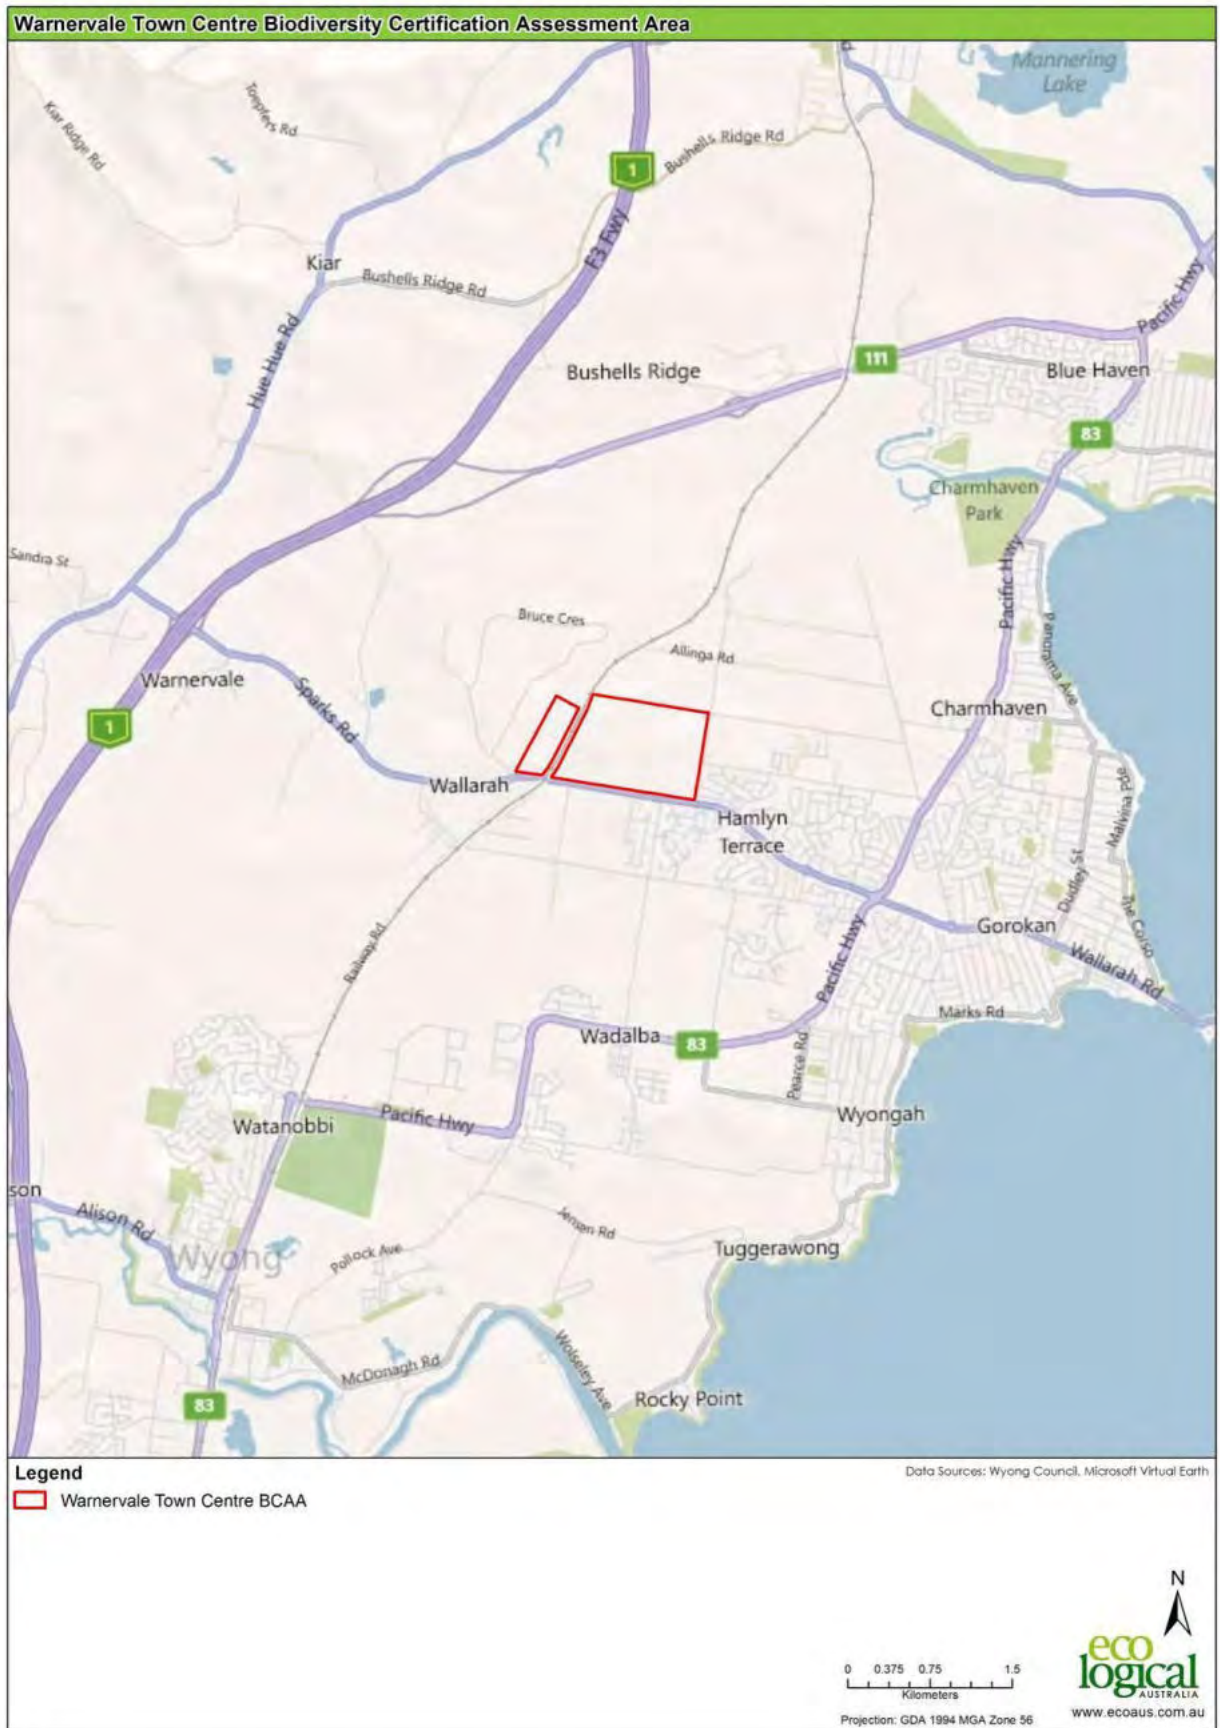 Warnervale Town Centre Biodiversity Certification Assessment Area
Mannering
Lake
Kiar Ridge Rd
Toepfers Rd
Bushells Ridge Rd
1
F3 Fwy
Kiar
Bushells Ridge Rd
Pacific Hwy
Hue Hue Rd
Bushells Ridge
111
Blue Haven
83
Charmhaven
Park
Sandra St
Pacific Hwy
Bruce Cres
Panorama Ave
Allinga Rd
Warnervale
Sparks Rd
Charmhaven
1
Wallarah
Malvina Pde
Hamlyn
Terrace
Dudley St
The Corso
Gorokan
Railway Rd
Pacific Hwy
Wallarah Rd
Marks Rd
Wadalba
83
Pearce Rd
Wyongah
Pacific Hwy
Watanobbi
son
Alison Rd
Jensen Rd
Wyong
Pollock Ave
Tuggerawong
McDonagh Rd
Wolseley Ave
Rocky Point
83
Legend
Data Sources: Wyong Council, Microsoft Virtual Earth
Warnervale Town Centre BCAA
N
0 0.375 0.75 1.5
Kilometers
Projection: GDA 1994 MGA Zone 56
eco
logical
AUSTRALIA
www.ecoaus.com.au